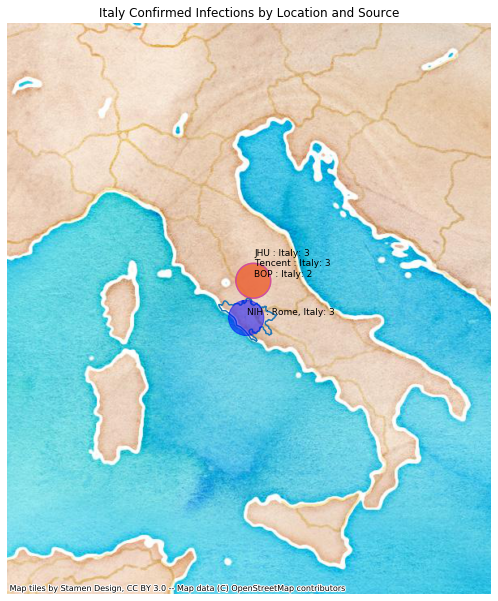 Italy Confirmed Infections by Location and Source
JHU : Italy: 3
Tencent : Italy: 3
BOP : Italy: 2
NIH : Rome, Italy: 3
Map tiles by Stamen Design, CC BY 3.0 -- Map data (C) OpenStreetMap contributors